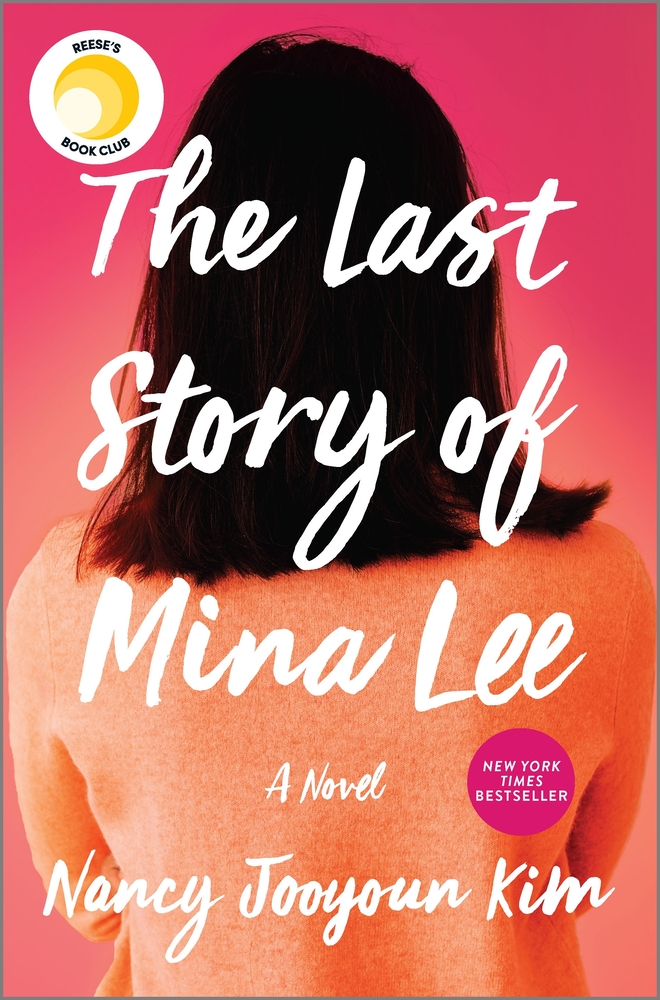 REESE'S
BOOK CLUB
The Last
Story of
Mina Lee
A Novel
NEW YORK
TIMES
BESTSELLER
Nancy Jooyoun Kim